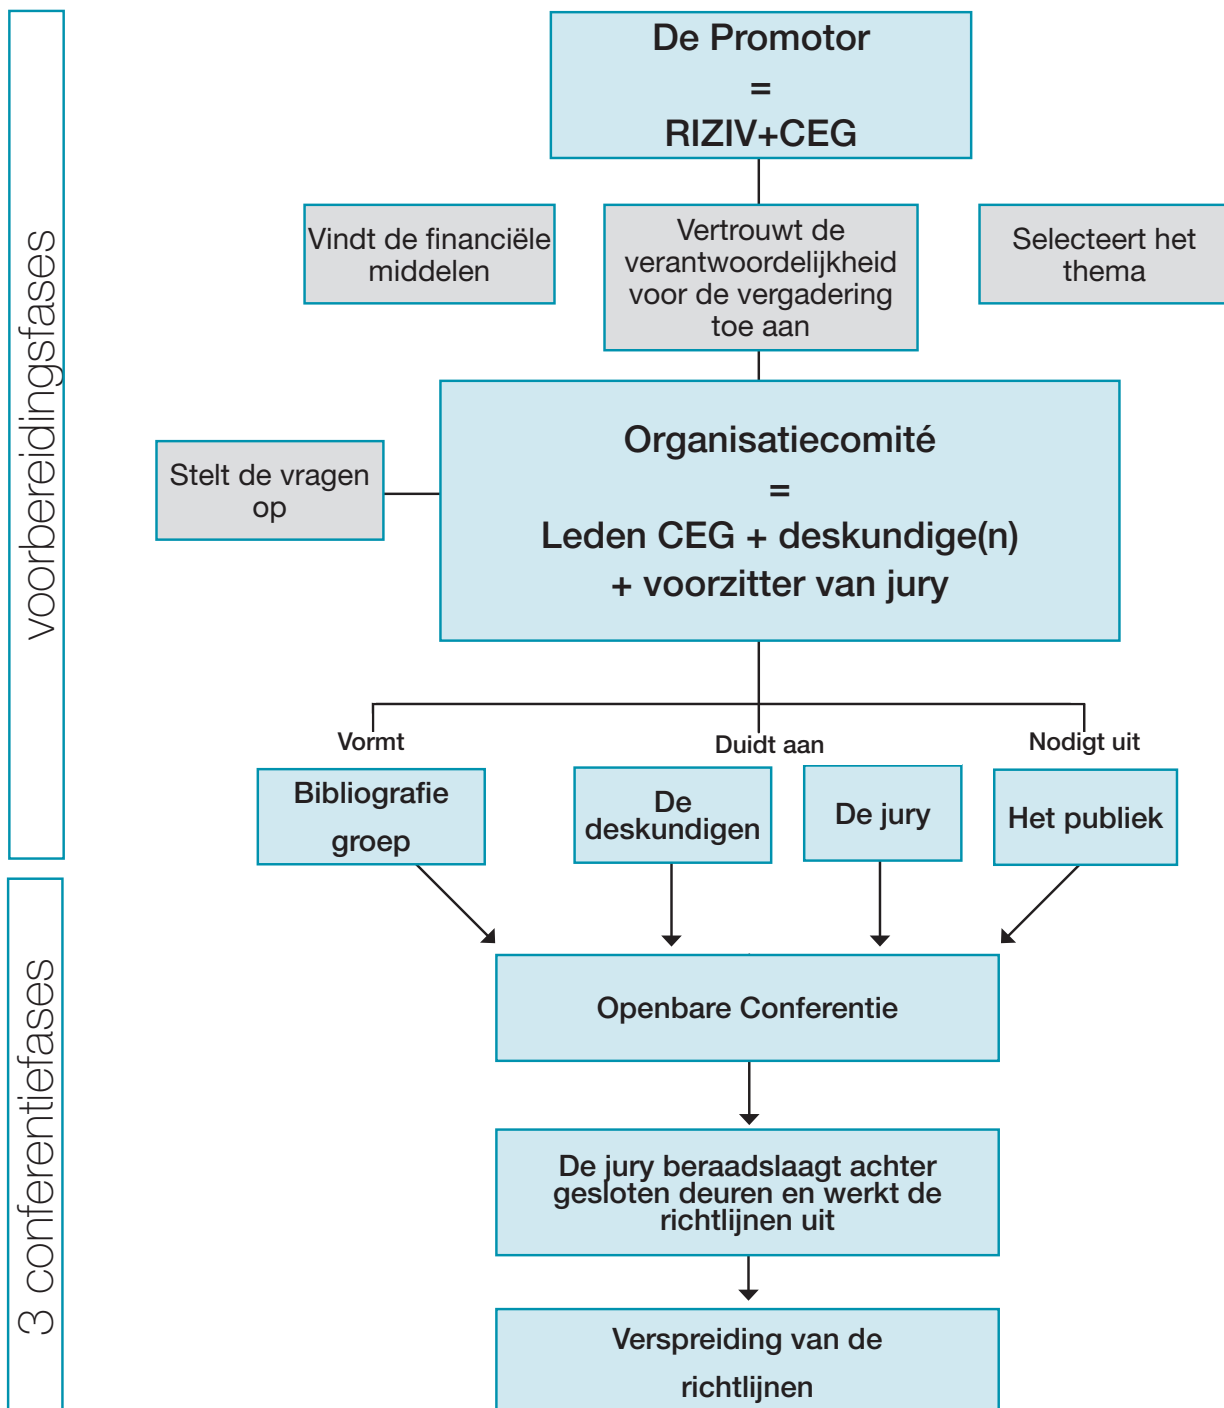 voorbereidingsfases
De Promotor
=
RIZIV+CEG
Vindt de financiële
middelen
Vertrouwt de
verantwoordelijkheid
voor de vergadering
toe aan
Selecteert het
thema
Stelt de vragen
op
Organisatiecomité
=
Leden CEG + deskundige(n)
+ voorzitter van jury
Vormt
Duidt aan
Nodigt uit
Bibliografie
groep
De
deskundigen
De jury
Het publiek
3 conferentiefases
Openbare Conferentie
De jury beraadslaagt achter
gesloten deuren en werkt de
richtlijnen uit
Verspreiding van de
richtlijnen